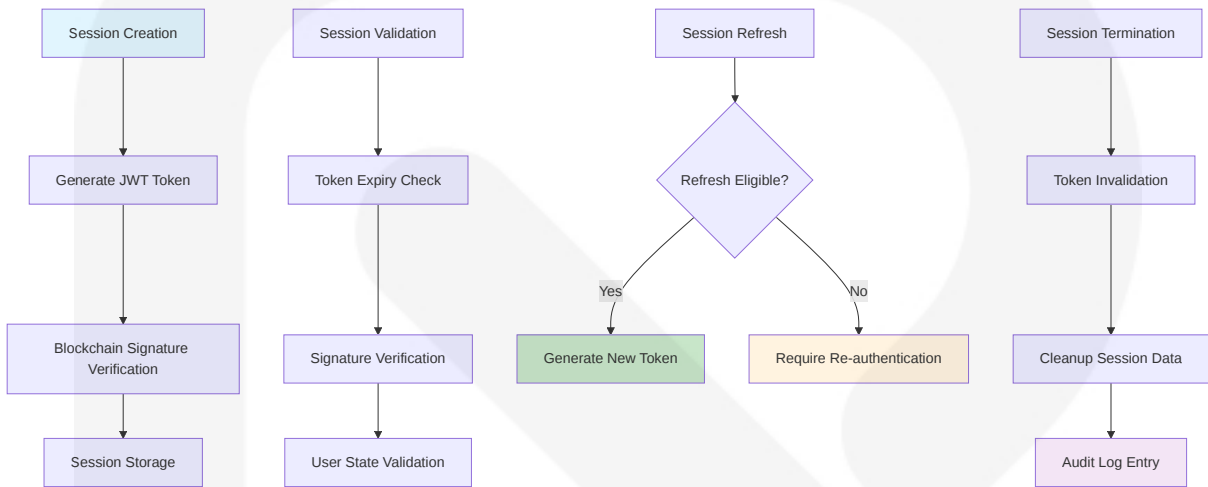 Session Creation
Session Validation
Session Refresh
Session Termination
Generate JWT Token
Token Expiry Check
Refresh Eligible?
Token Invalidation
Yes
No
Blockchain Signature
Verification
Signature Verification
Generate New Token
Require Re-authentication
Cleanup Session Data
Session Storage
User State Validation
Audit Log Entry